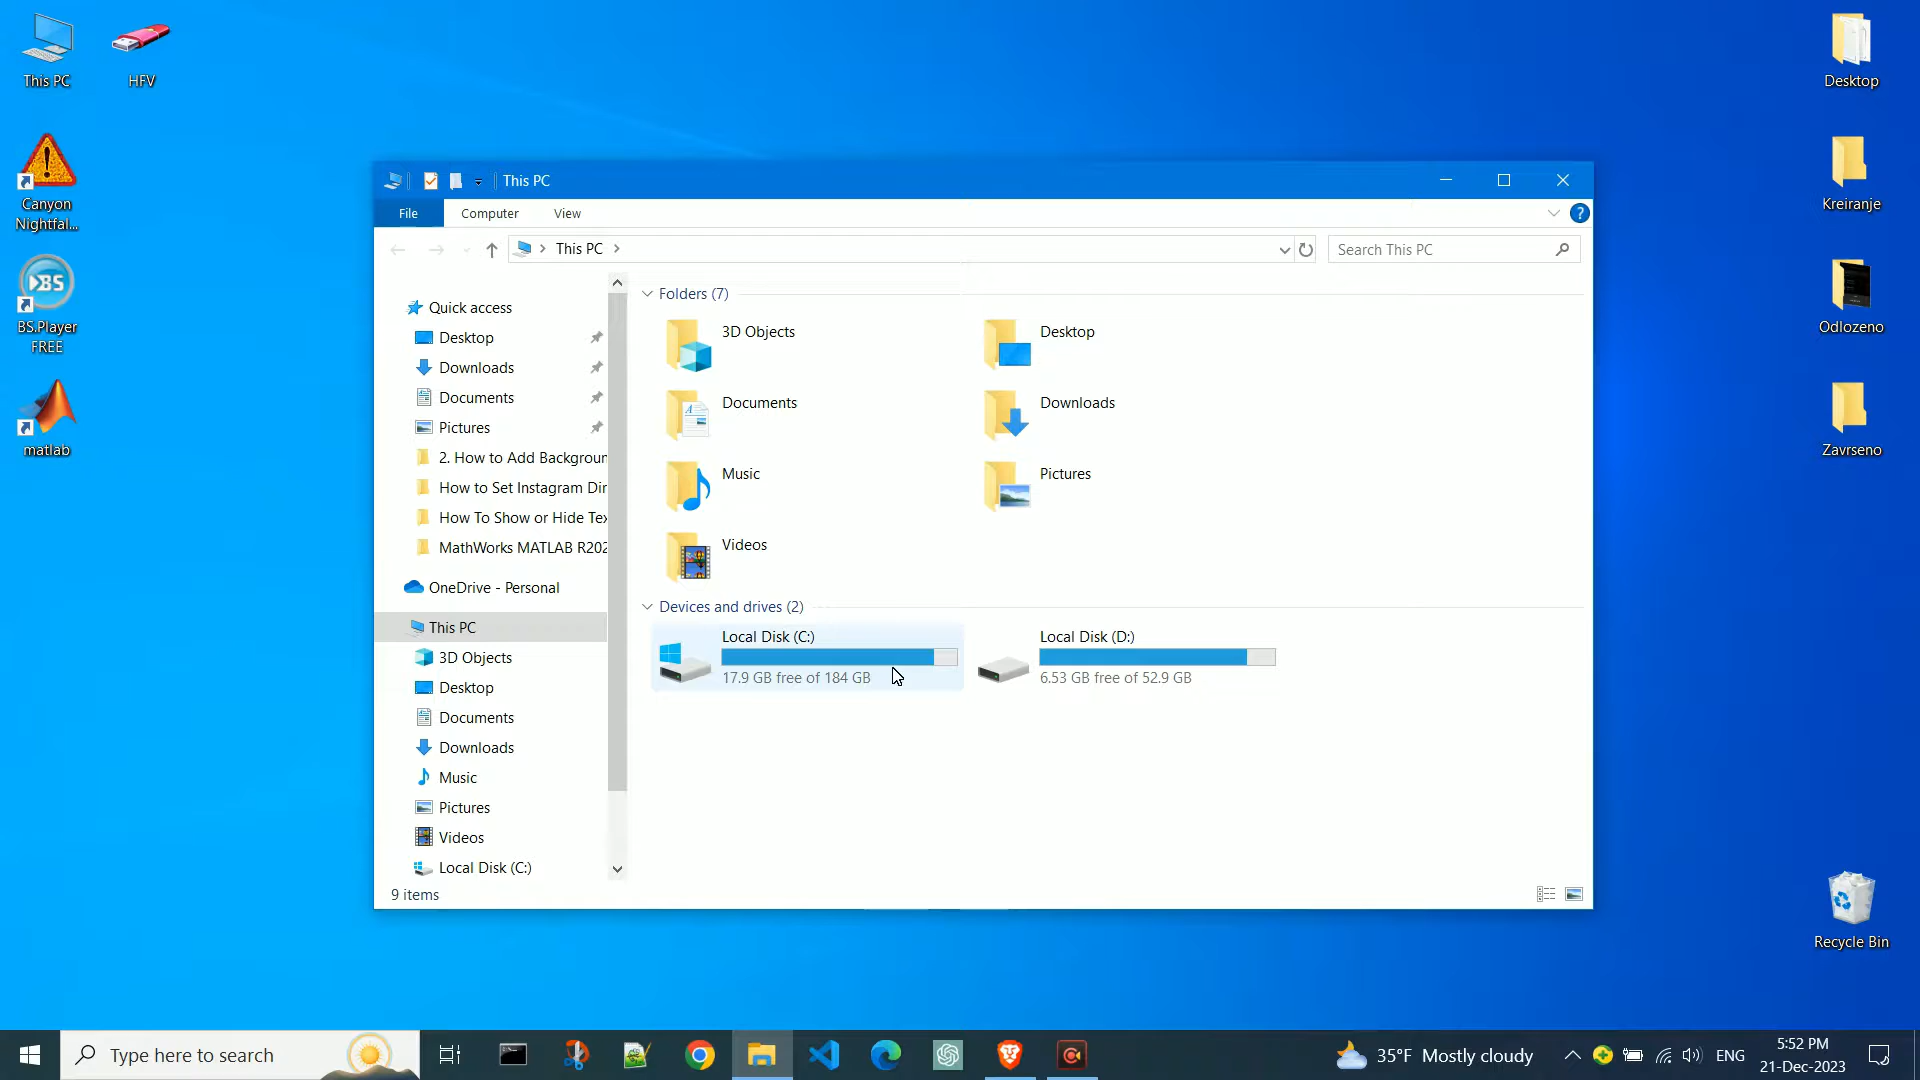 This PC
HFV
Canyon
Nightfal...
BS.Player
FREE
matlab
Desktop
Kreiranje
Odlozeno
Zavrseno
Recycle Bin
This PC
File
Computer
View
This PC
Search This PC
Quick access
Desktop
Downloads
Documents
Pictures
2. How to Add Backgroun
How to Set Instagram Dir
How To Show or Hide Tex
MathWorks MATLAB R202
OneDrive - Personal
This PC
3D Objects
Desktop
Documents
Downloads
Music
Pictures
Videos
Local Disk (C:)
Folders (7)
3D Objects
Desktop
Documents
Downloads
Music
Pictures
Videos
Devices and drives (2)
Local Disk (C:)
17.9 GB free of 184 GB
Local Disk (D:)
6.53 GB free of 52.9 GB
9 items
Type here to search
35°F Mostly cloudy
ENG
5:52 PM
21-Dec-2023